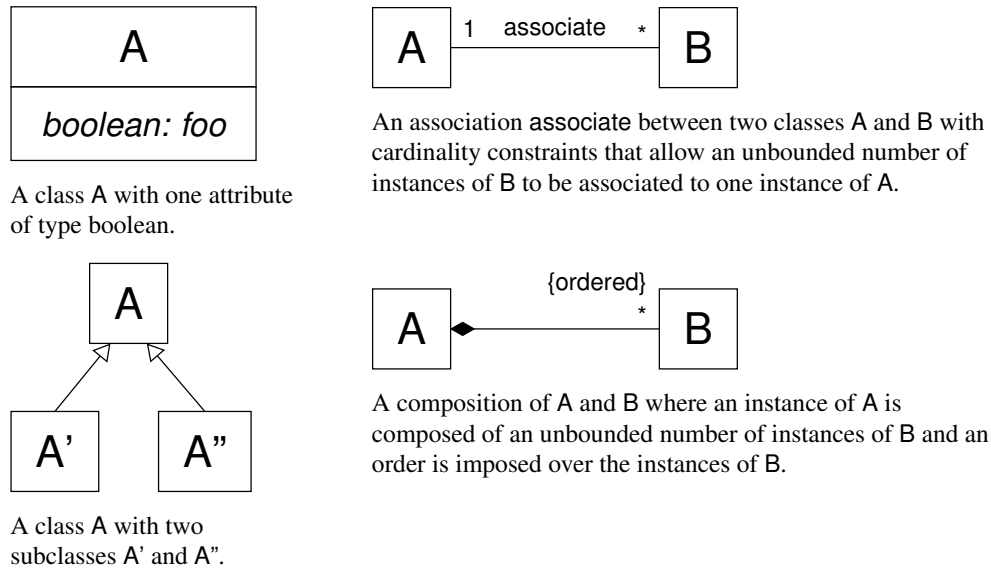 A
boolean: foo
A class A with one attribute
of type boolean.
A 1 associate * B
An association associate between two classes A and B with
cardinality constraints that allow an unbounded number of
instances of B to be associated to one instance of A.
A
A' A”
A class A with two
subclasses A' and A”.
{ordered}
*
A B
A composition of A and B where an instance of A is
composed of an unbounded number of instances of B and an
order is imposed over the instances of B.